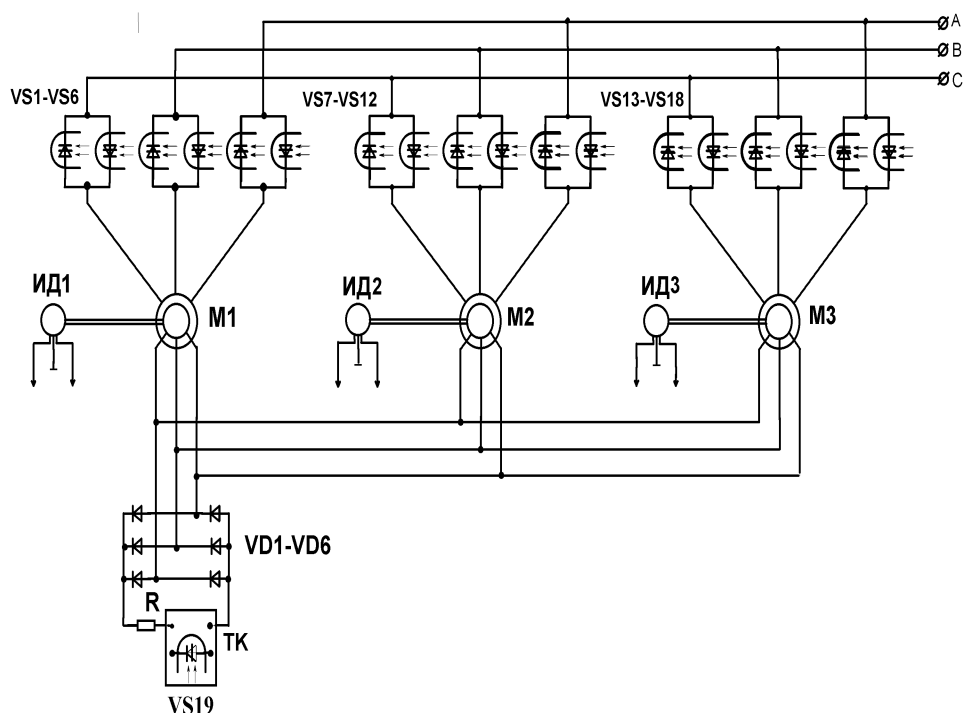 A
B
C
VS1-VS6
VS7-VS12
VS13-VS18
ИД1
M1
ИД2
M2
ИД3
M3
VD1-VD6
R
TK
VS19